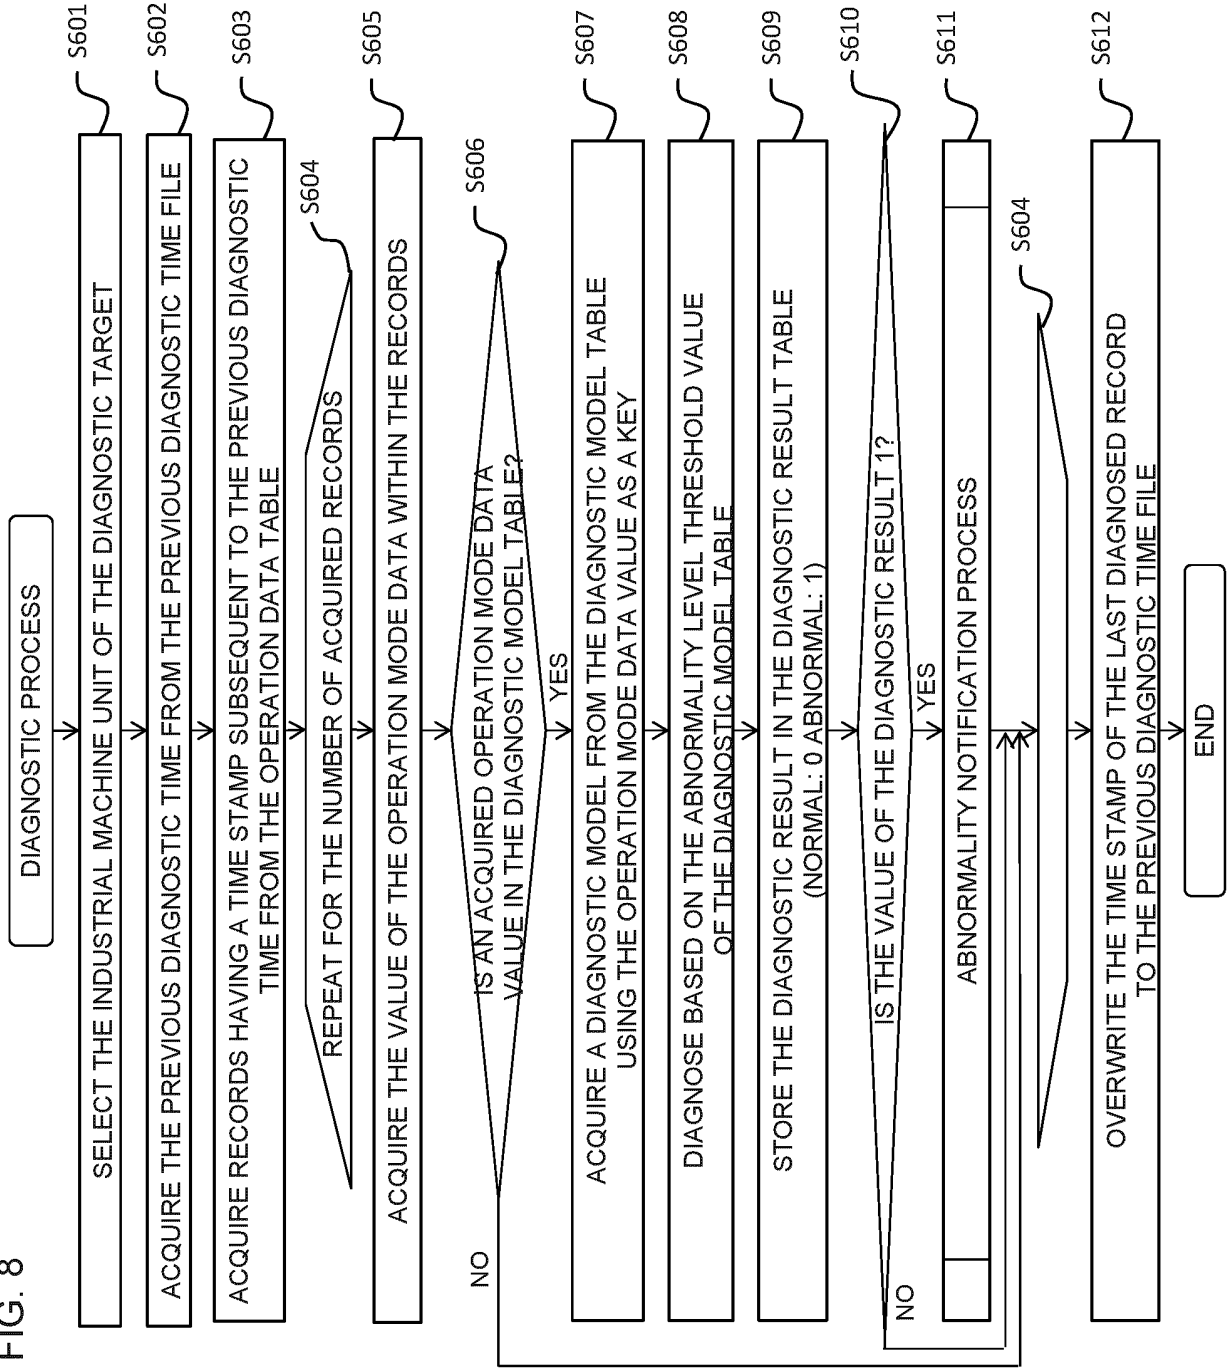 FIG. 8
DIAGNOSTIC PROCESS
S601
SELECT THE INDUSTRIAL MACHINE UNIT OF THE DIAGNOSTIC TARGET
S602
ACQUIRE THE PREVIOUS DIAGNOSTIC TIME FROM THE PREVIOUS DIAGNOSTIC TIME FILE
S603
ACQUIRE RECORDS HAVING A TIME STAMP SUBSEQUENT TO THE PREVIOUS DIAGNOSTIC
TIME FROM THE OPERATION DATA TABLE
S604
REPEAT FOR THE NUMBER OF ACQUIRED RECORDS
S605
ACQUIRE THE VALUE OF THE OPERATION MODE DATA WITHIN THE RECORDS
S606
IS AN ACQUIRED OPERATION MODE DATA
VALUE IN THE DIAGNOSTIC MODEL TABLE?
NO
YES
S607
ACQUIRE A DIAGNOSTIC MODEL FROM THE DIAGNOSTIC MODEL TABLE
USING THE OPERATION MODE DATA VALUE AS A KEY
S608
DIAGNOSE BASED ON THE ABNORMALITY LEVEL THRESHOLD VALUE
OF THE DIAGNOSTIC MODEL TABLE
S609
STORE THE DIAGNOSTIC RESULT IN THE DIAGNOSTIC RESULT TABLE
(NORMAL: 0 ABNORMAL: 1)
S610
IS THE VALUE OF THE DIAGNOSTIC RESULT 1?
NO
YES
S611
ABNORMALITY NOTIFICATION PROCESS
S604
S612
OVERWRITE THE TIME STAMP OF THE LAST DIAGNOSED RECORD
TO THE PREVIOUS DIAGNOSTIC TIME FILE
END